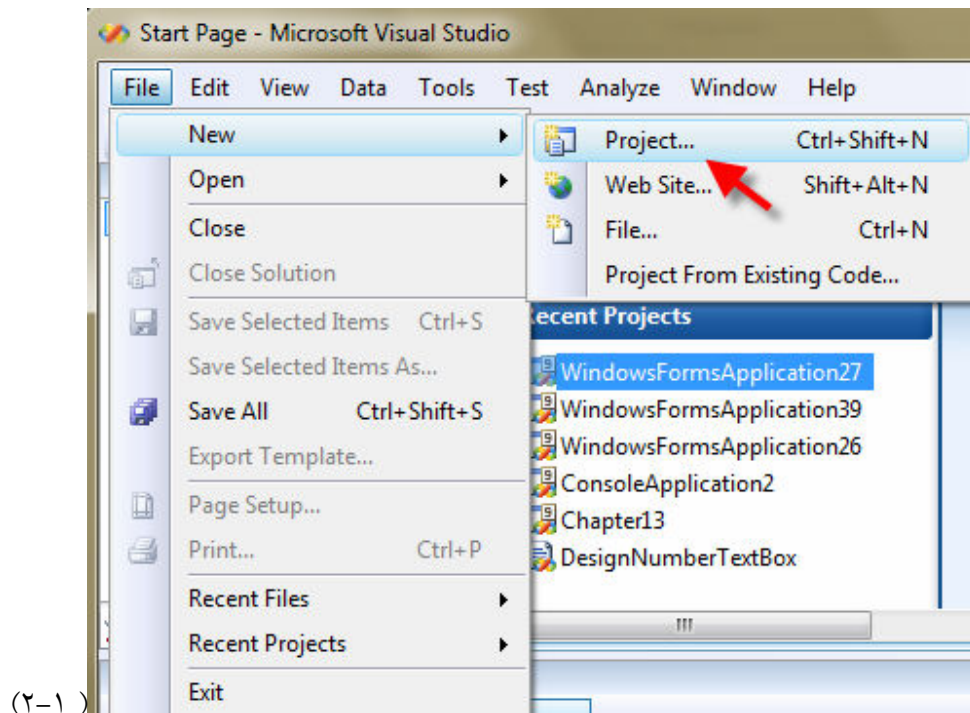 Start Page - Microsoft Visual Studio
File Edit View Data Tools Test Analyze Window Help
New
Project... Ctrl+Shift+N
Open
Web Site... Shift+Alt+N
Close
File... Ctrl+N
Close Solution
Project From Existing Code...
Save Selected Items Ctrl+S
ecent Projects
Save Selected Items As...
WindowsFormsApplication27
Save All Ctrl+Shift+S
WindowsFormsApplication39
Export Template...
WindowsFormsApplication26
ConsoleApplication2
Page Setup...
Chapter13
Print... Ctrl+P
DesignNumberTextBox
Recent Files
Recent Projects
Exit
(۲-۱ )